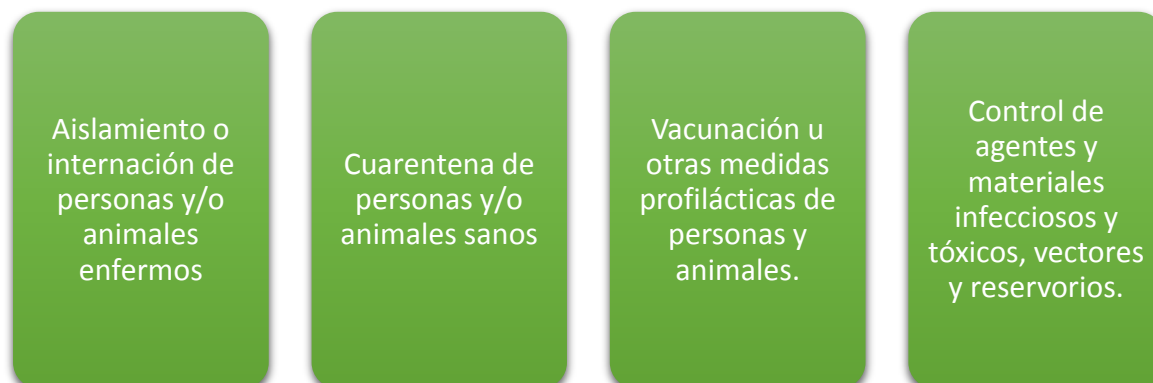 Aislamiento o
internación de
personas y/o
animales
enfermos
Cuarentena de
personas y/o
animales sanos
Vacunación u
otras medidas
profilácticas de
personas y
animales.
Control de
agentes y
materiales
infecciosos y
tóxicos, vectores
y reservorios.